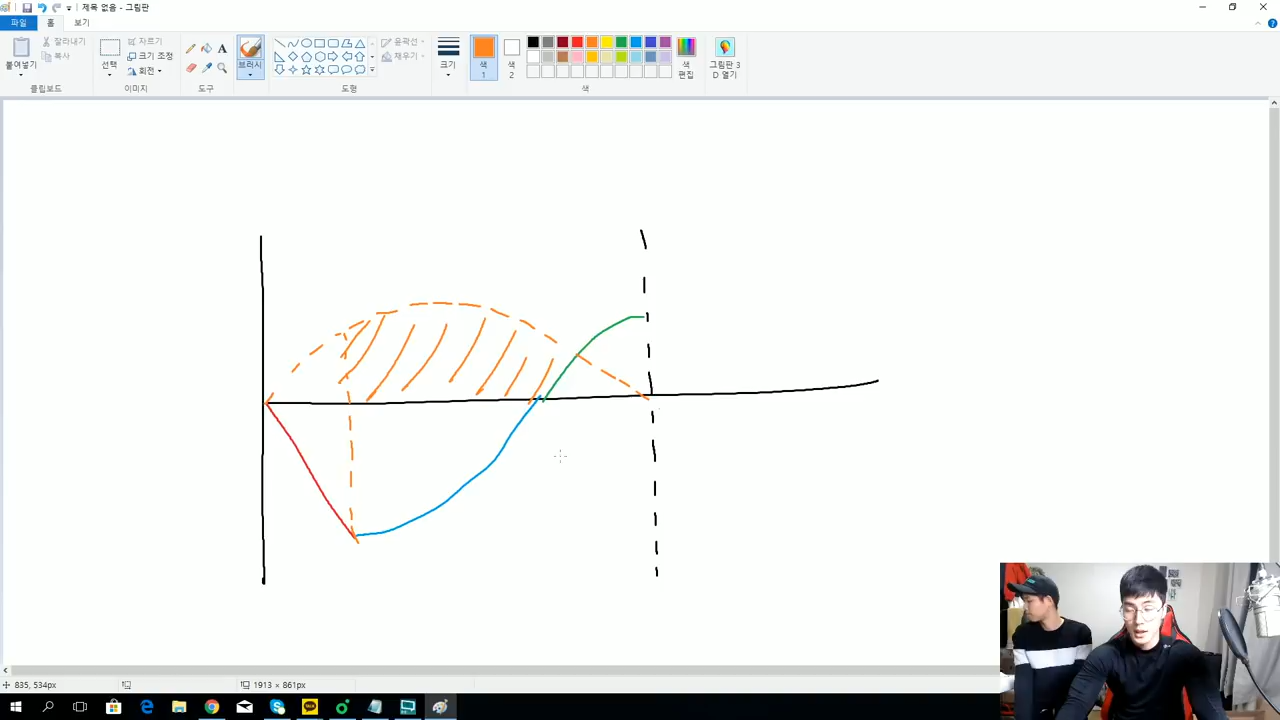 제목 없음 - 그림판
파일 홈 보기
붙여넣기
잘라내기
복사
클립보드
선택
자르기
크기 조정
회전
이미지
A
도구
브러시
윤곽선
채우기
도형
크기
색
1
색
2
색
편집
그림판 3
D 열기
색
835, 534px
1913 × 861px